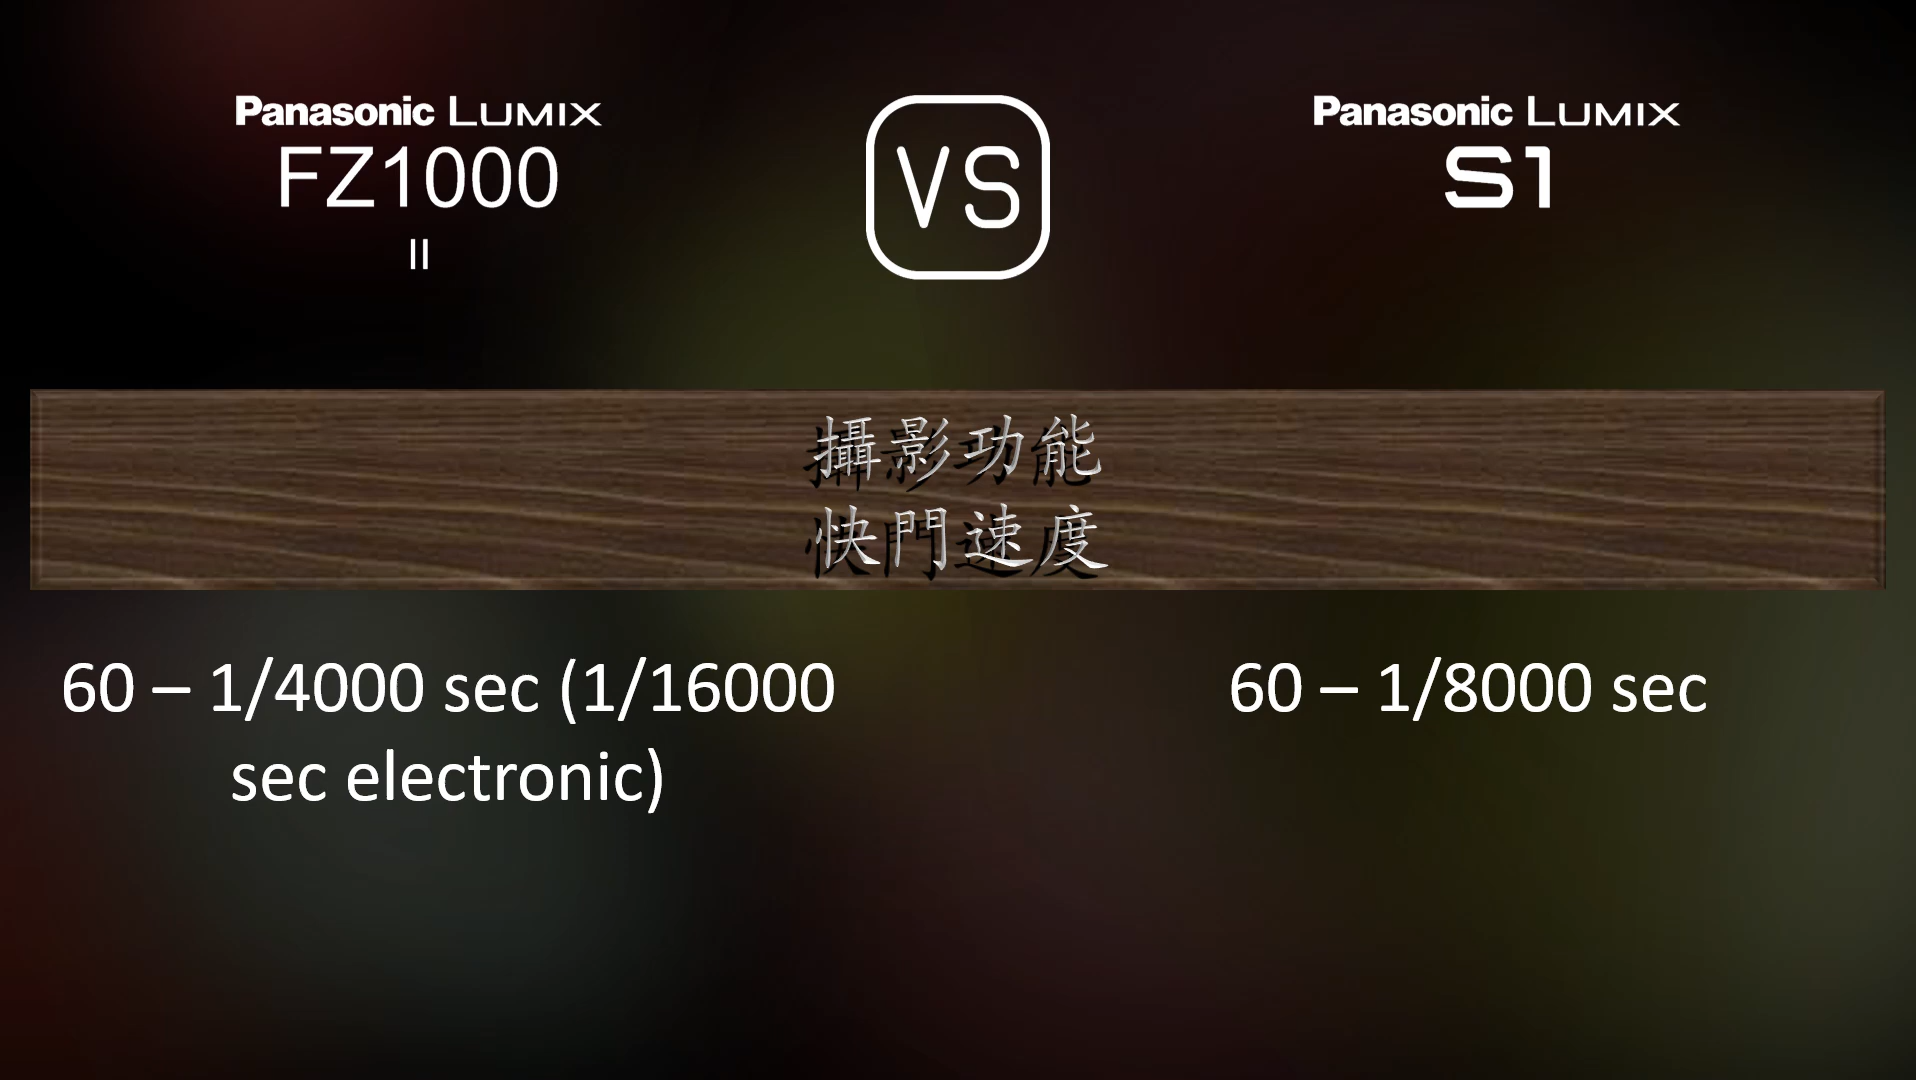 Panasonic LUMIX
FZ1000
II
VS
Panasonic LUMIX
S1
攝影功能
快門速度
60 – 1/4000 sec (1/16000
sec electronic)
60 – 1/8000 sec